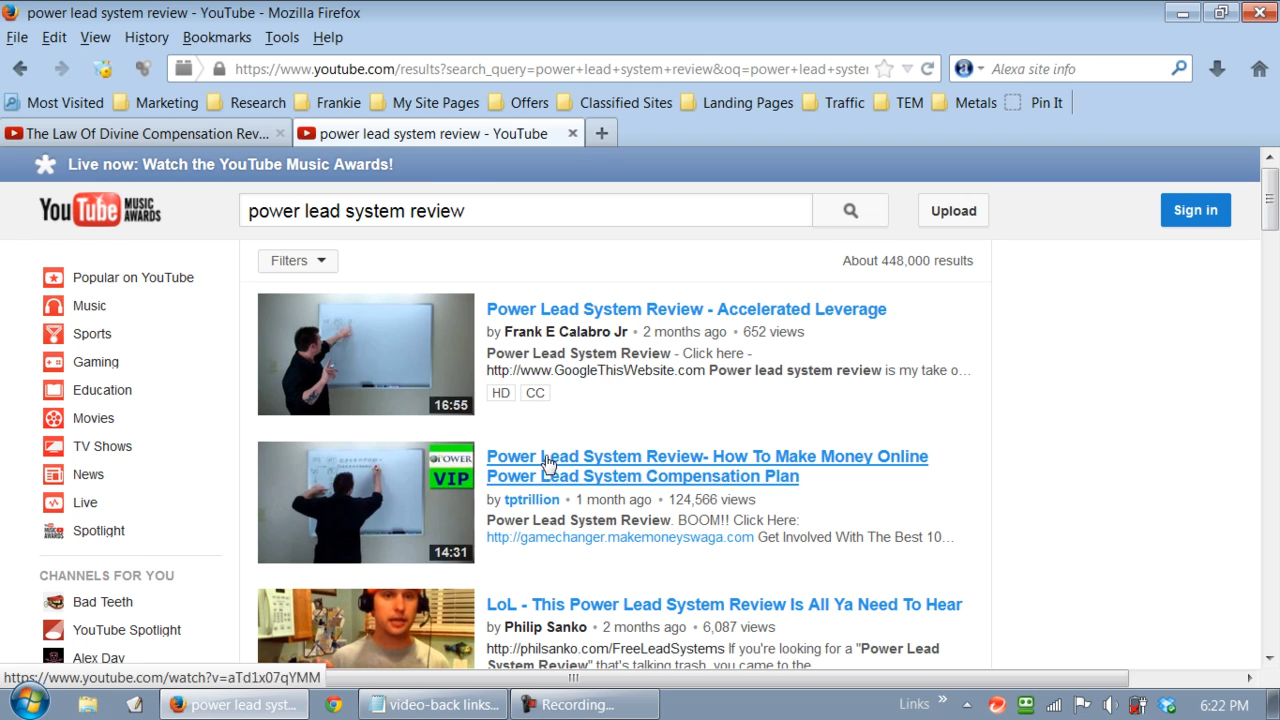 power lead system review - YouTube - Mozilla Firefox
File Edit View History Bookmarks Tools Help
https://www.youtube.com/results?search_query=power+lead+system+review&oq=power+lead+syster
Alexa site info
Most Visited Marketing Research Frankie My Site Pages Offers Classified Sites Landing Pages Traffic TEM Metals Pin It
The Law Of Divine Compensation Rev... power lead system review - YouTube
Live now: Watch the YouTube Music Awards!
YouTube MUSIC AWARDS
power lead system review
Upload
Sign in
Filters
About 448,000 results
Popular on YouTube
Music
Sports
Gaming
Education
Movies
TV Shows
News
Live
Spotlight
CHANNELS FOR YOU
Bad Teeth
YouTube Spotlight
Alex Day
16:55
Power Lead System Review - Accelerated Leverage
by Frank E Calabro Jr • 2 months ago • 652 views
Power Lead System Review - Click here -
http://www.GoogleThisWebsite.com Power lead system review is my take o...
HD CC
POWER
VIP
14:31
Power Lead System Review- How To Make Money Online
Power Lead System Compensation Plan
by tptrillion • 1 month ago • 124,566 views
Power Lead System Review. BOOM!! Click Here:
http://gamechanger.makemoneyswaga.com Get Involved With The Best 10...
LoL - This Power Lead System Review Is All Ya Need To Hear
by Philip Sanko • 2 months ago • 6,087 views
http://philsanko.com/FreeLeadSystems If you're looking for a "Power Lead
System Review" that's talking trash, you came to the...
https://www.youtube.com/watch?v=aTd1x07qYMM
power lead syst... video-back links... Recording... Links » 6:22 PM